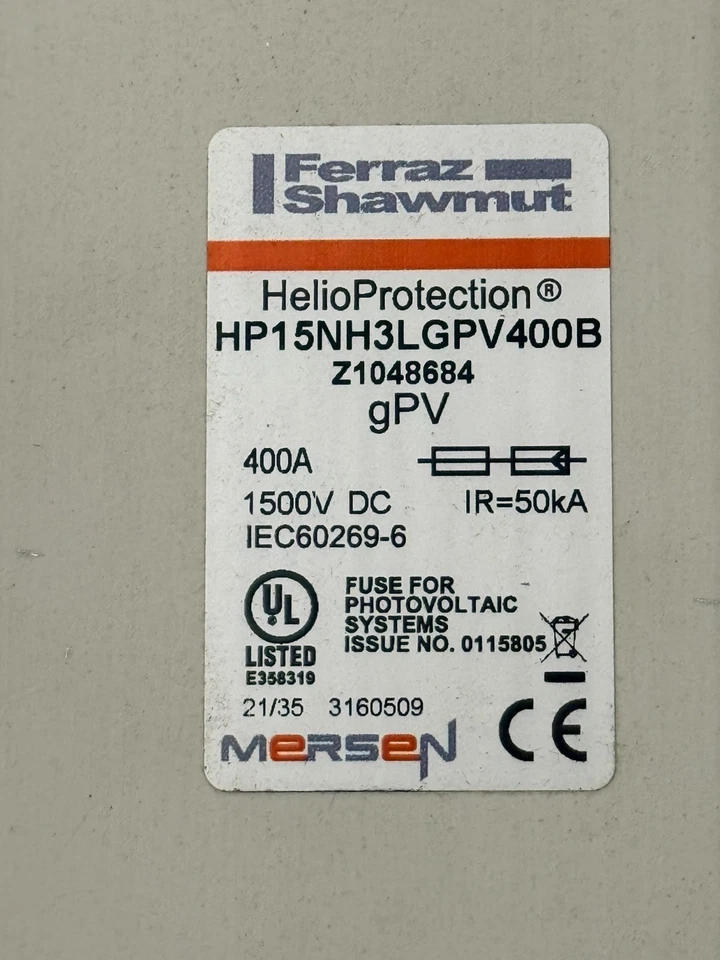 Ferraz
Shawmut
HelioProtection®
HP15NH3LGPV400B
Z1048684
gPV
400A
1500V DC IR=50kA
IEC60269-6
UL
LISTED
E358319
FUSE FOR
PHOTOVOLTAIC
SYSTEMS
ISSUE NO. 0115805
21/35 3160509
MERSEN
CE